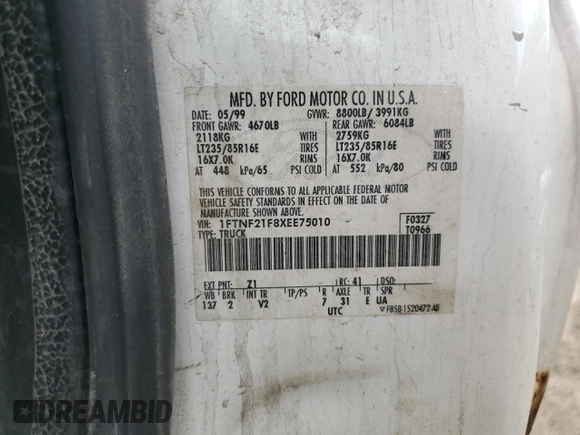 MFD. BY FORD MOTOR CO. IN U.S.A.
DATE: 05/99 GVWR: 8800LB/ 3991KG
FRONT GAWR: 4670LB REAR GAWR: 6084LB
2118KG WITH 2759KG WITH
LT235/85R16E TIRES LT235/85R16E TIRES
16X7.0K RIMS 16X7.0K RIMS
AT 448 kPa/65 PSI COLD AT 552 kPa/80 PSI COLD
THIS VEHICLE CONFORMS TO ALL APPLICABLE FEDERAL MOTOR
VEHICLE SAFETY STANDARDS IN EFFECT ON THE DATE OF
MANUFACTURE SHOWN ABOVE.
VIN: 1FTNF21F8XEE75010 F0327
TYPE: TRUCK T0966
EXT PNT: Z1 RC: 41 DSO:
WB BRK INT TR TP/PS R AXLE TR SPR
137 2 V2 7 31 E UA
UTC F85B-1520472-AB
DREAMBID